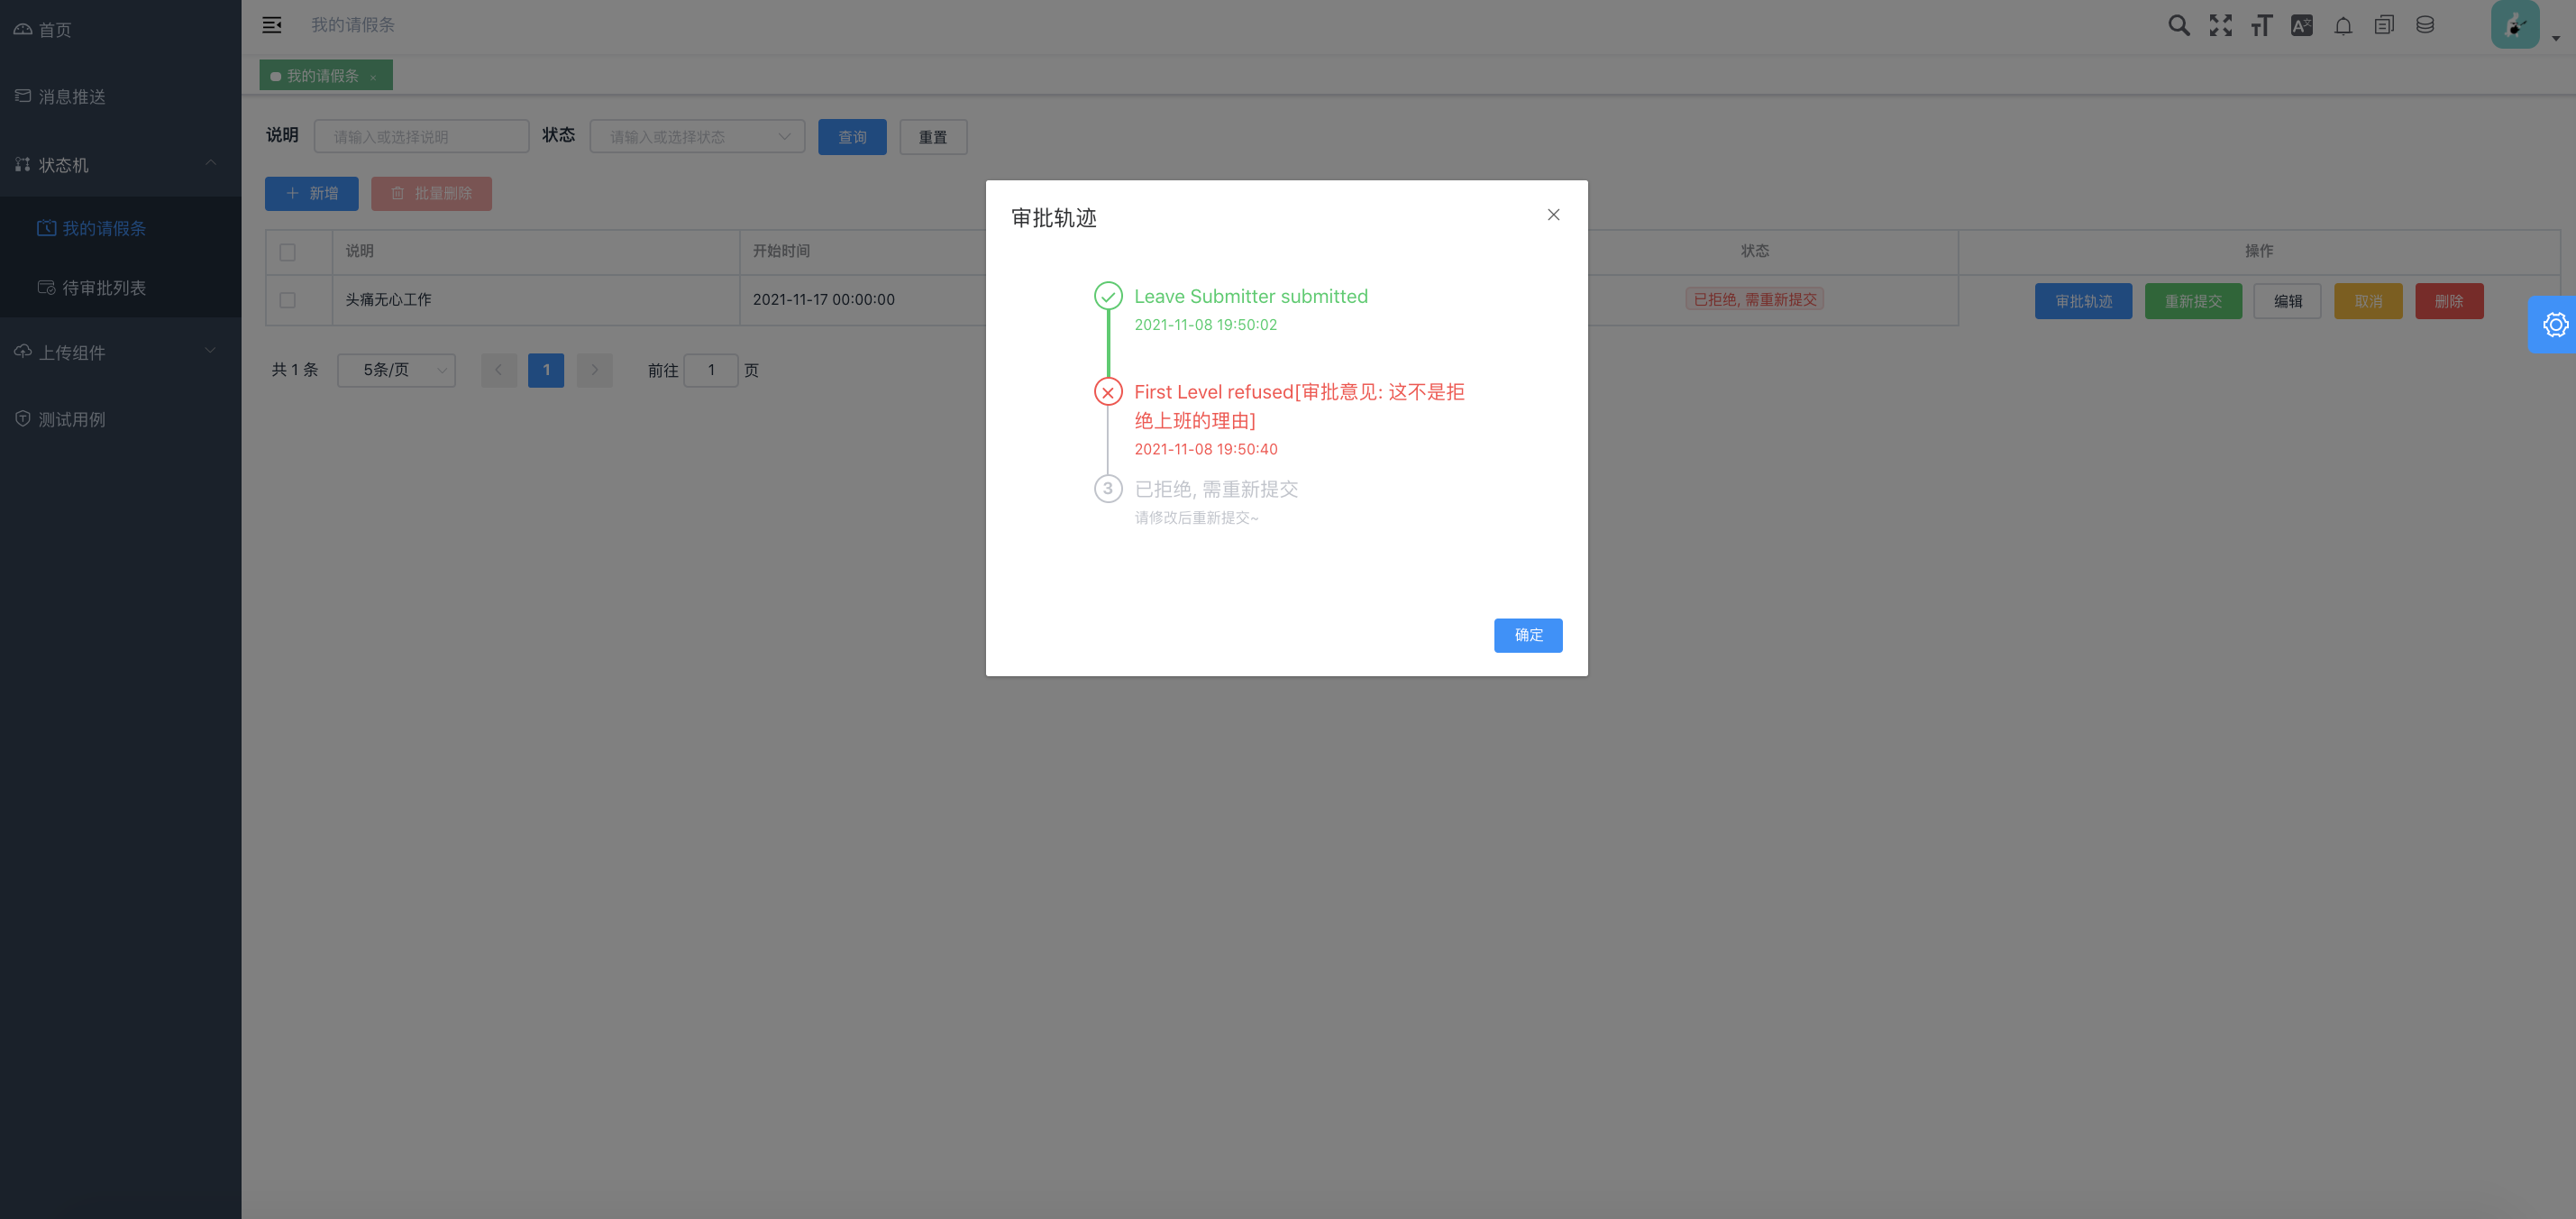 首页
消息推送
状态机
我的请假条
待审批列表
上传组件
测试用例
我的请假条
我的请假条 ×
说明 请输入或选择说明 状态 请输入或选择状态 查询 重置
新增 批量删除
说明 开始时间 状态 操作
头痛无心工作 2021-11-17 00:00:00 已拒绝, 需重新提交 审批轨迹 重新提交 编辑 取消 删除
共 1 条 5条/页 1 前往 1 页
审批轨迹
Leave Submitter submitted
2021-11-08 19:50:02
First Level refused[审批意见: 这不是拒
绝上班的理由]
2021-11-08 19:50:40
3 已拒绝, 需重新提交
请修改后重新提交~
确定